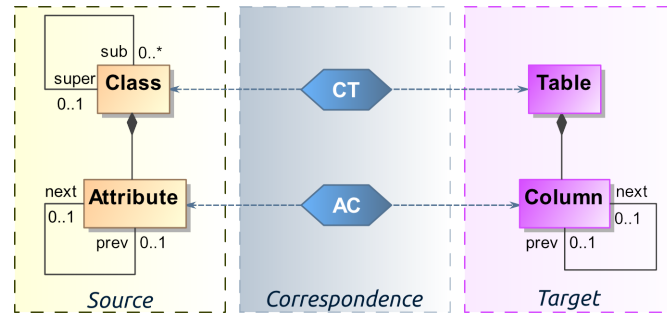 sub 0..*
super
0..1
Class
CT
Table
Attribute
next
0..1
prev 0..1
AC
Column
next
0..1
prev 0..1
Source
Correspondence
Target